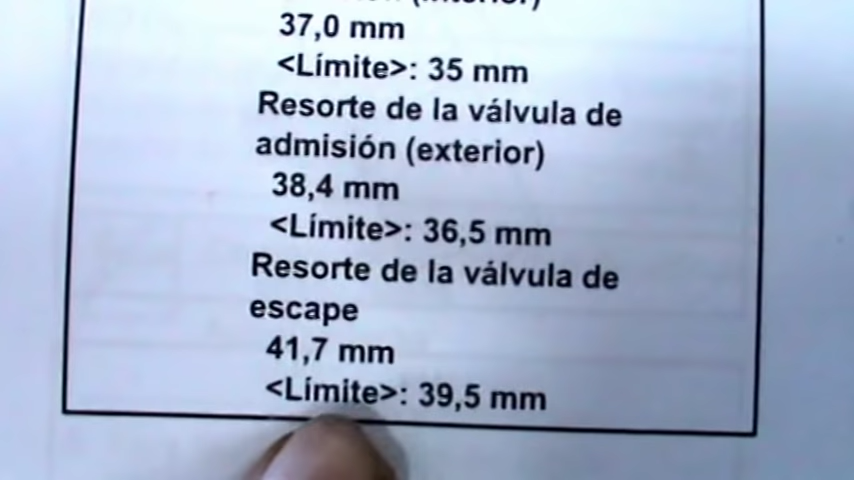 (interior)
37,0 mm
<Límite>: 35 mm
Resorte de la válvula de
admisión (exterior)
38,4 mm
<Límite>: 36,5 mm
Resorte de la válvula de
escape
41,7 mm
<Límite>: 39,5 mm